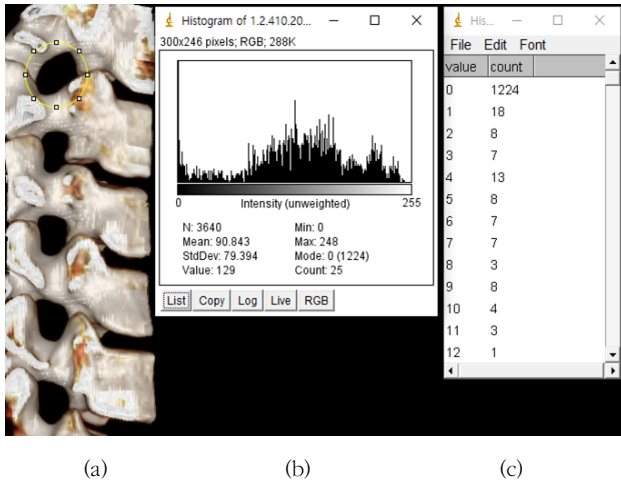 Histogram of 1.2.410.20...
300x246 pixels; RGB; 288K
0 Intensity (unweighted) 255
N: 3640 Min: 0
Mean: 90.843 Max: 248
StdDev: 79.394 Mode: 0 (1224)
Value: 129 Count: 25
List Copy Log Live RGB
His...
File Edit Font
value count
0 1224
1 18
2 8
3 7
4 13
5 8
6 7
7 7
8 3
9 8
10 4
11 3
12 1
(a) (b) (c)